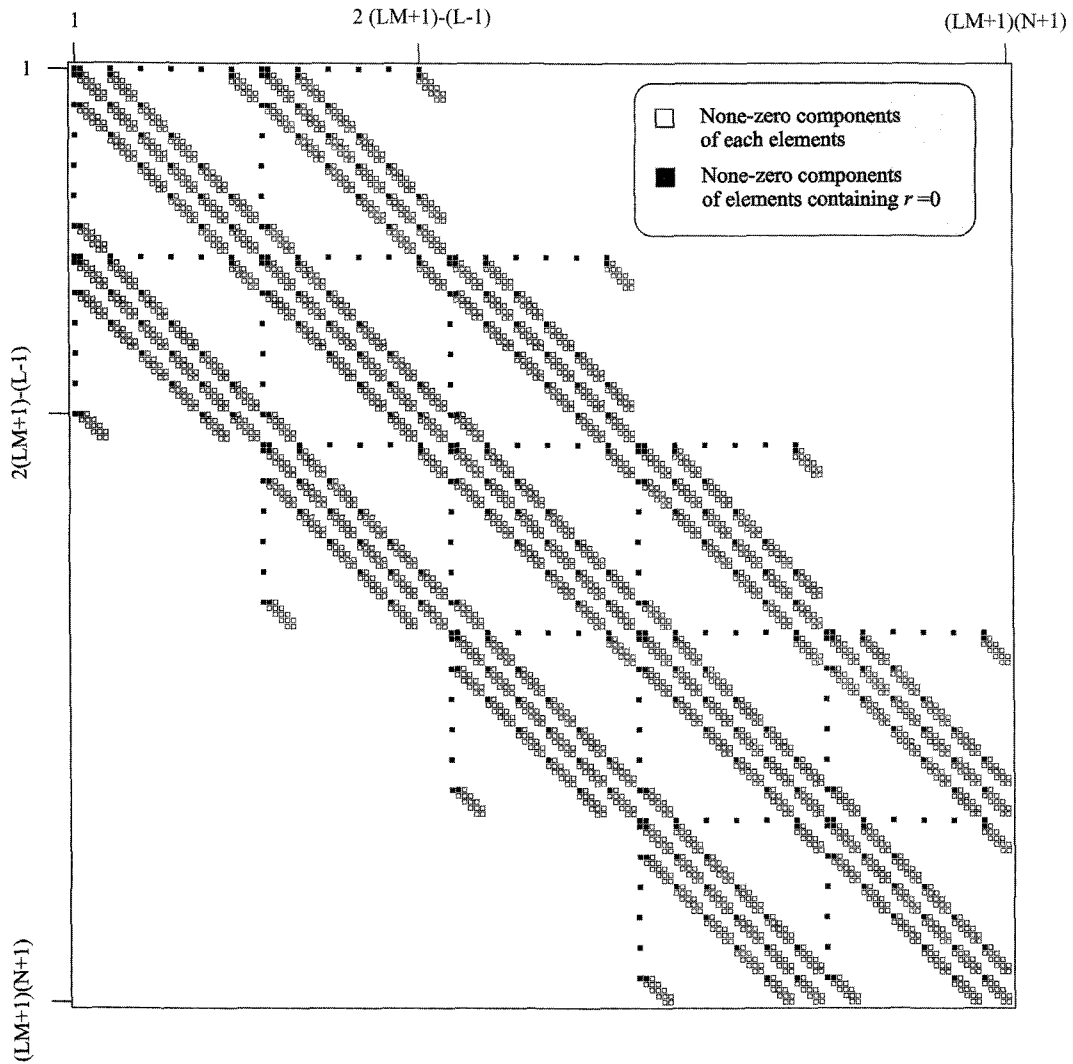 1
2 (LM+1)-(L-1)
(LM+1)(N+1)
1
None-zero components
of each elements
None-zero components
of elements containing r =0
2(LM+1)-(L-1)
(LM+1)(N+1)